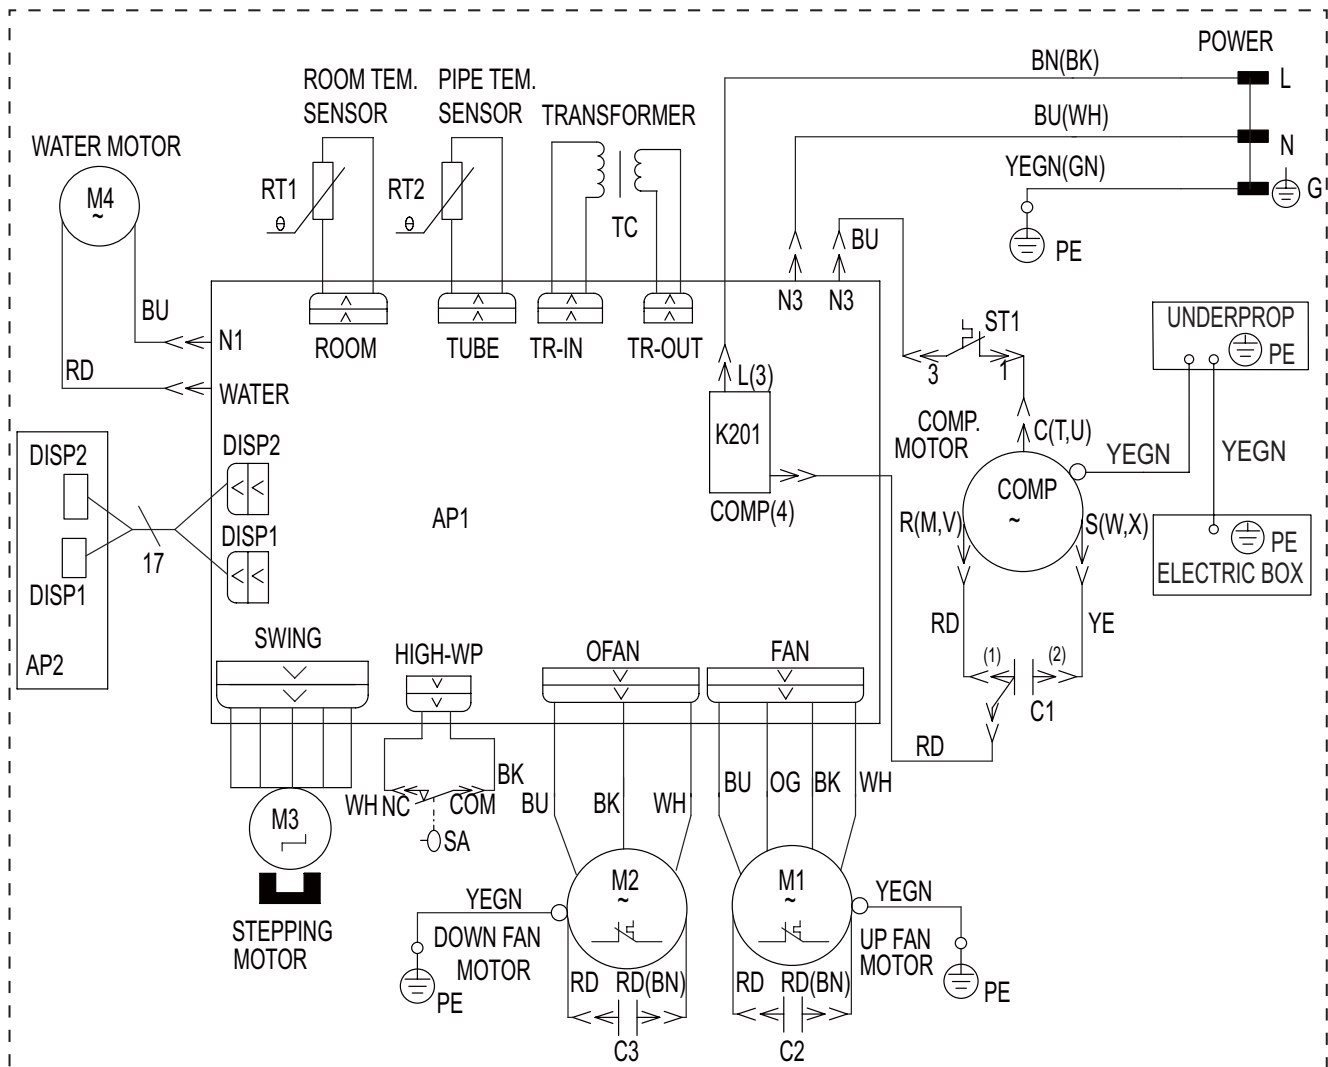 POWER
BN(BK)
L
BU(WH)
N
YEGN(GN)
G
PE
ROOM TEM.
SENSOR
PIPE TEM.
SENSOR
TRANSFORMER
WATER MOTOR
M4
~
RT1
θ
RT2
θ
TC
BU
N3
N3
BU
N1
RD
WATER
ROOM
TUBE
TR-IN
TR-OUT
L(3)
K201
COMP(4)
ST1
3
1
UNDERPROP
PE
COMP.
MOTOR
C(T,U)
YEGN
YEGN
COMP
~
R(M,V)
S(W,X)
PE
ELECTRIC BOX
DISP2
DISP1
AP2
17
DISP2
DISP1
AP1
RD
YE
(1)
(2)
C1
RD
SWING
HIGH-WP
OFAN
FAN
M3
STEPPING
MOTOR
WH
NC
COM
BK
SA
BU
BK
WH
BU
OG
BK
WH
M2
~
M1
~
YEGN
DOWN FAN
MOTOR
PE
YEGN
UP FAN
MOTOR
PE
RD
RD(BN)
C3
RD
RD(BN)
C2